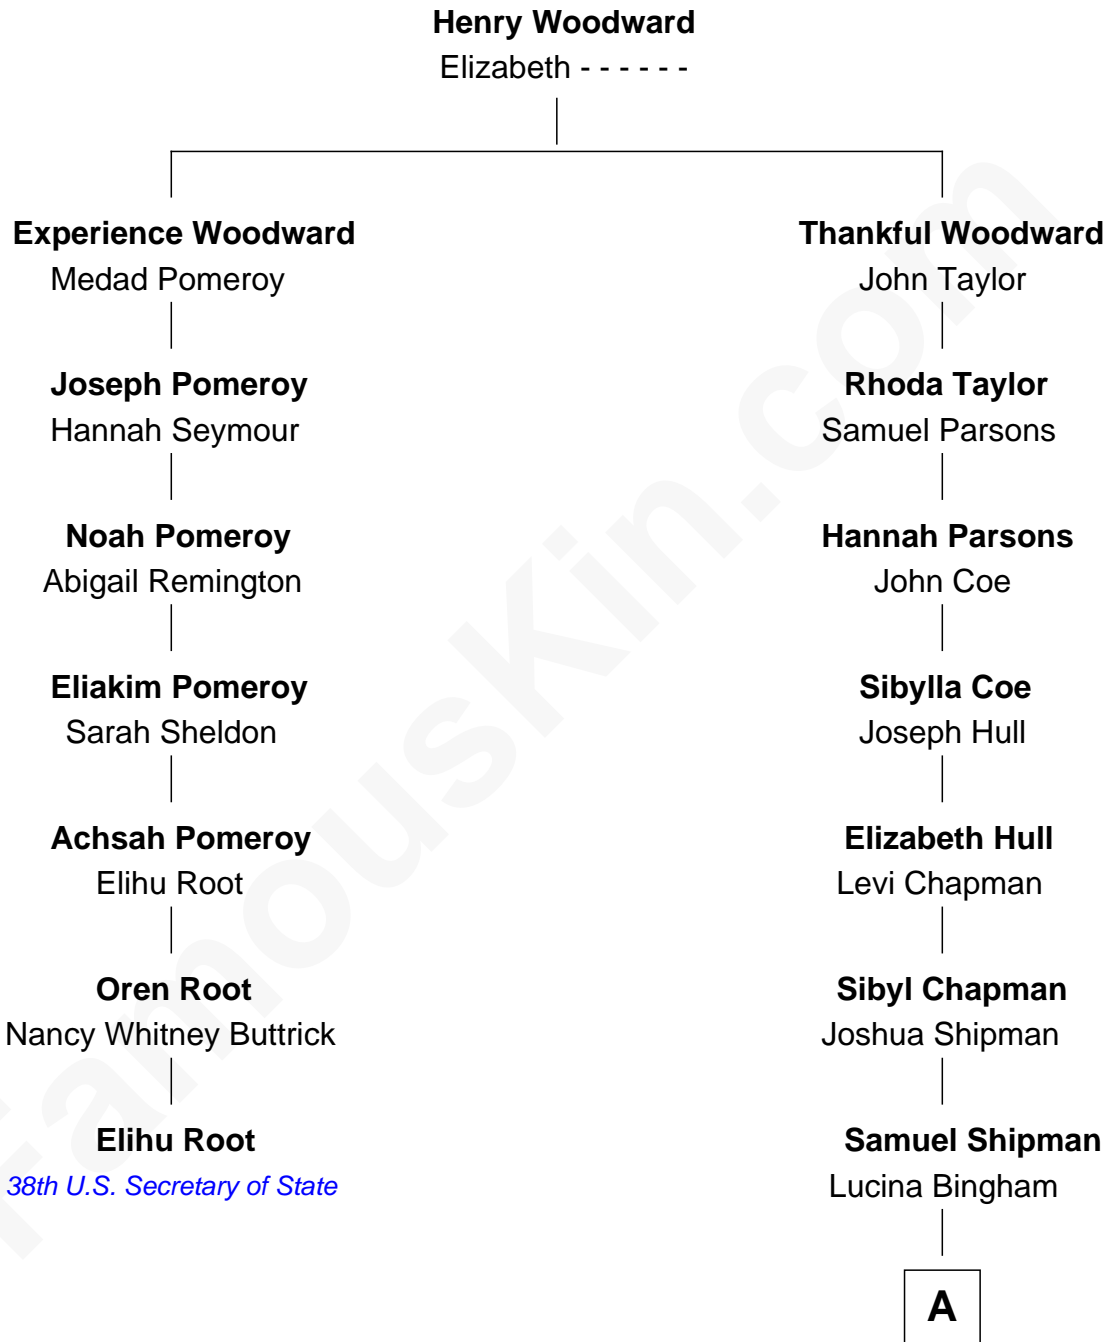 Henry Woodward
Elizabeth - - - - - -
Experience Woodward
Medad Pomeroy
Thankful Woodward
John Taylor
Joseph Pomeroy
Hannah Seymour
Rhoda Taylor
Samuel Parsons
Noah Pomeroy
Abigail Remington
Hannah Parsons
John Coe
Eliakim Pomeroy
Sarah Sheldon
Sibylla Coe
Joseph Hull
Achsah Pomeroy
Elihu Root
Elizabeth Hull
Levi Chapman
Oren Root
Nancy Whitney Buttrick
Sibyl Chapman
Joshua Shipman
Elihu Root
38th U.S. Secretary of State
Samuel Shipman
Lucina Bingham
A
FamousKin.com